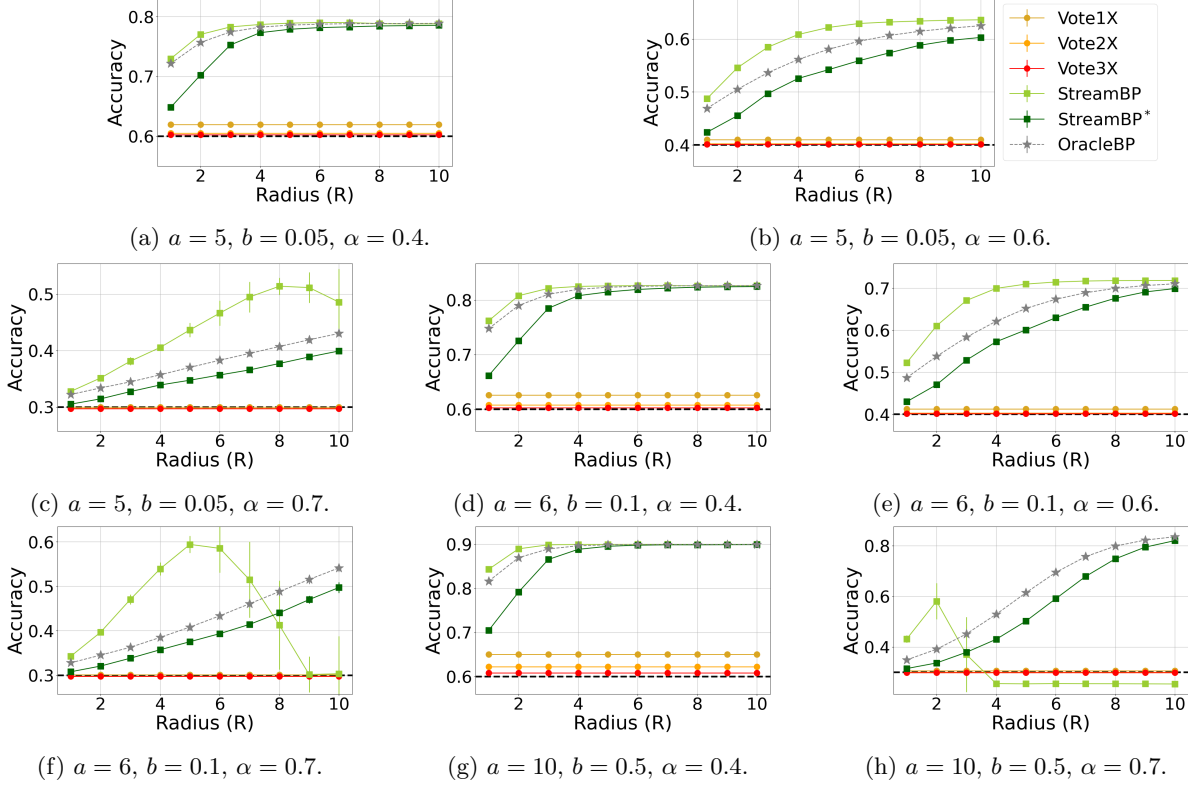 0.8
0.7
0.6
Accuracy
2 4 6 8 10
Radius (R)
(a) a = 5, b = 0.05, α = 0.4.
0.6
0.5
0.4
Accuracy
2 4 6 8 10
Radius (R)
(b) a = 5, b = 0.05, α = 0.6.
Vote1X
Vote2X
Vote3X
StreamBP
StreamBP*
OracleBP
0.5
0.4
0.3
Accuracy
2 4 6 8 10
Radius (R)
(c) a = 5, b = 0.05, α = 0.7.
0.8
0.7
0.6
Accuracy
2 4 6 8 10
Radius (R)
(d) a = 6, b = 0.1, α = 0.4.
0.7
0.6
0.5
0.4
Accuracy
2 4 6 8 10
Radius (R)
(e) a = 6, b = 0.1, α = 0.6.
0.6
0.5
0.4
0.3
Accuracy
2 4 6 8 10
Radius (R)
(f) a = 6, b = 0.1, α = 0.7.
0.9
0.8
0.7
0.6
Accuracy
2 4 6 8 10
Radius (R)
(g) a = 10, b = 0.5, α = 0.4.
0.8
0.6
0.4
Accuracy
2 4 6 8 10
Radius (R)
(h) a = 10, b = 0.5, α = 0.7.